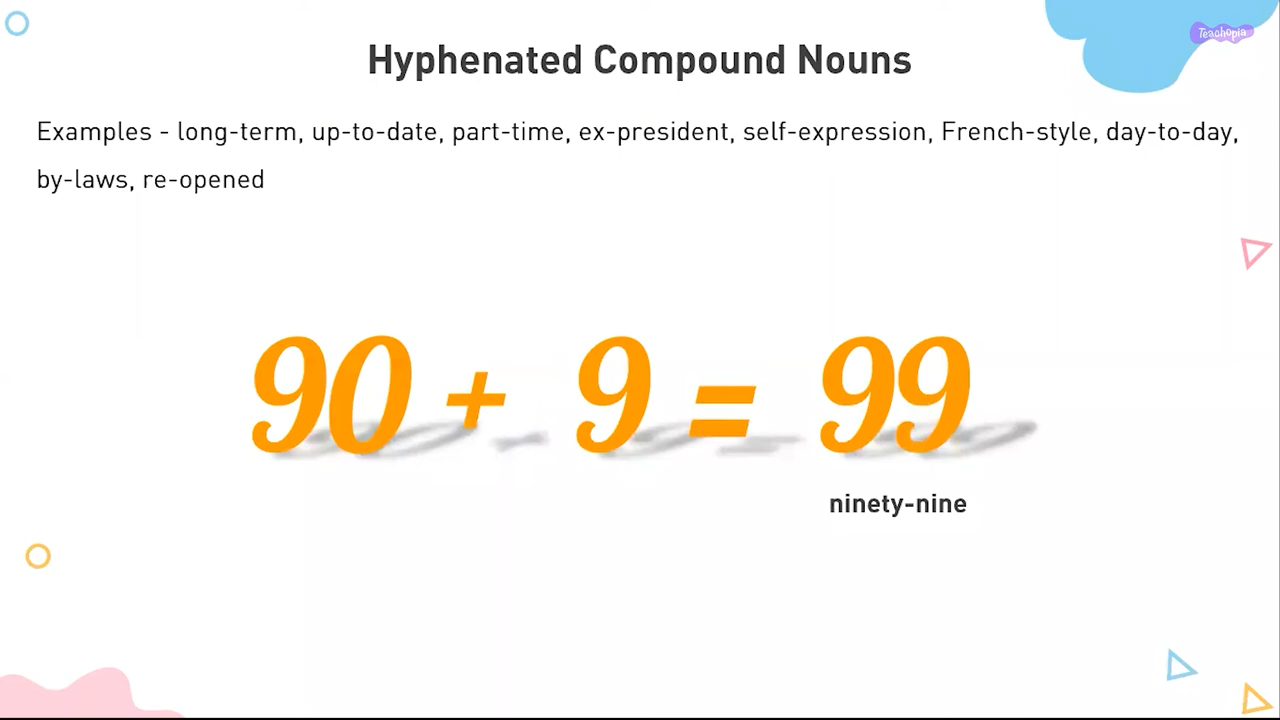 Teachopia
Hyphenated Compound Nouns
Examples - long-term, up-to-date, part-time, ex-president, self-expression, French-style, day-to-day,
by-laws, re-opened
90 + 9 = 99
ninety-nine